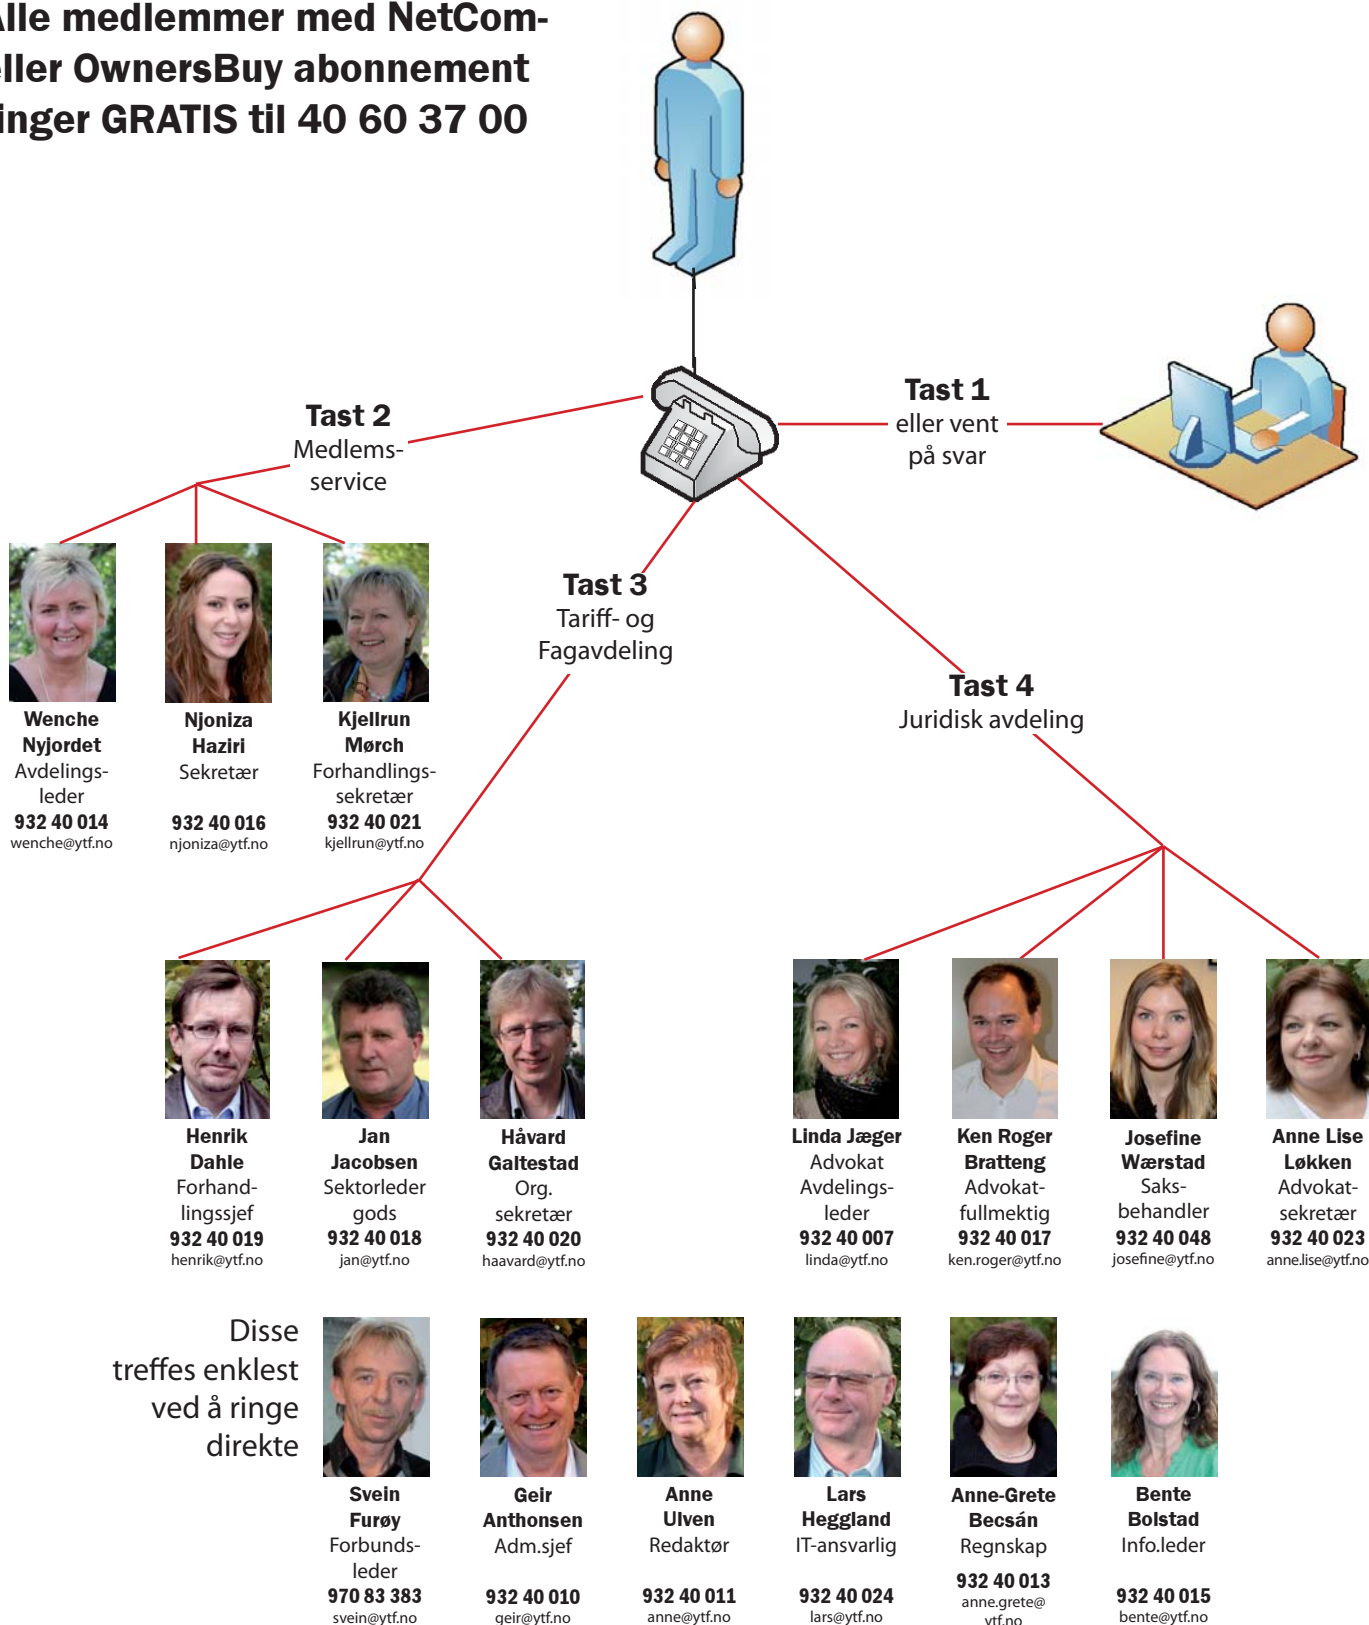 Alle medlemmer med NetCom-
eller OwnersBuy abonnement
ringer GRATIS til 40 60 37 00
Tast 1
eller vent
på svar
Tast 2
Medlems-
service
Wenche
Nyjordet
Avdelings-
leder
932 40 014
wenche@ytf.no
Njoniza
Haziri
Sekretær
932 40 016
njoniza@ytf.no
Kjellrun
Mørch
Forhandlings-
sekretær
932 40 021
kjellrun@ytf.no
Tast 3
Tariff- og
Fagavdeling
Tast 4
Juridisk avdeling
Henrik
Dahle
Forhand-
lingssjef
932 40 019
henrik@ytf.no
Jan
Jacobsen
Sektorleder
gods
932 40 018
jan@ytf.no
Håvard
Galtestad
Org.
sekretær
932 40 020
haavard@ytf.no
Linda Jæger
Advokat
Avdelings-
leder
932 40 007
linda@ytf.no
Ken Roger
Bratteng
Advokat-
fullmektig
932 40 017
ken.roger@ytf.no
Josefine
Wærstad
Saks-
behandler
932 40 048
josefine@ytf.no
Anne Lise
Løkken
Advokat-
sekretær
932 40 023
anne.lise@ytf.no
Disse
treffes enklest
ved å ringe
direkte
Svein
Furøy
Forbunds-
leder
970 83 383
svein@ytf.no
Geir
Anthonsen
Adm.sjef
932 40 010
geir@ytf.no
Anne
Ulven
Redaktør
932 40 011
anne@ytf.no
Lars
Heggland
IT-ansvarlig
932 40 024
lars@ytf.no
Anne-Grete
Becsán
Regnskap
932 40 013
anne.grete@
ytf.no
Bente
Bolstad
Info.leder
932 40 015
bente@ytf.no